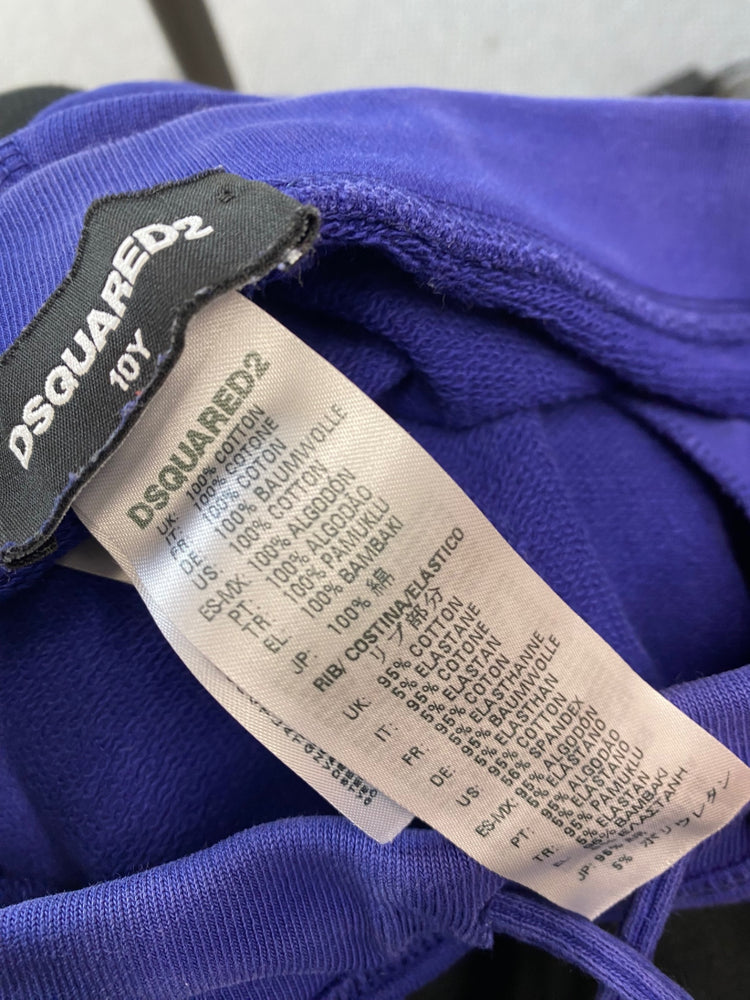 DSQUARED2
10Y
DSQUARED2
UK: 100% COTTON
IT: 100% COTONE
FR: 100% COTON
DE: 100% BAUMWOLLE
US: 100% COTTON
ES-MX: 100% ALGODÓN
PT: 100% ALGODÃO
TR: 100% PAMUKLU
EL: 100% BAMBAKI
JP: 100% 綿
RIB/ COSTINA/ELASTICO
リブ部分
UK: 95% COTTON
5% ELASTANE
IT: 95% COTONE
5% ELASTAN
FR: 95% COTON
5% ELASTHANNE
DE: 95% BAUMWOLLE
5% ELASTHAN
US: 95% COTTON
SPANDEX
ES-MX: 95% ALGODÓN
5% ELASTANO
PT: 95% ALGODÃO
5% ELASTANO
TR: 95% PAMUKLU
5% ELASTAN
BAMBAKI
JP:
5% ポリウレタン